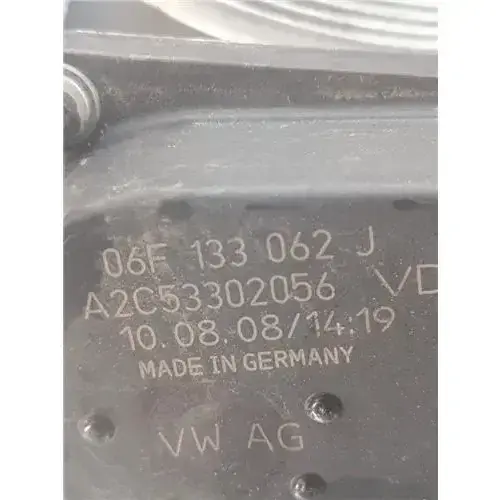 06F 133 062 J
A2C53302056 VD
10.08.08/14:19
MADE IN GERMANY
VW AG